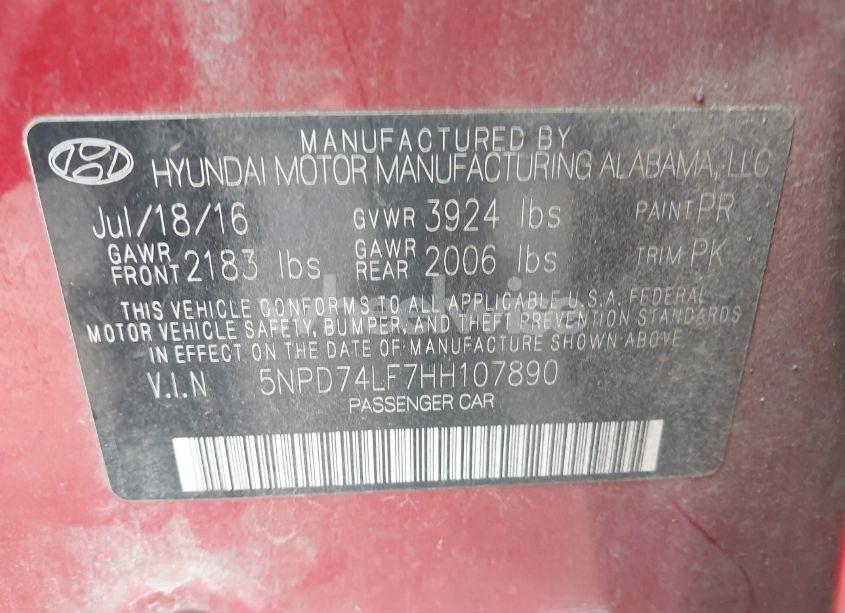 MANUFACTURED BY
HYUNDAI MOTOR MANUFACTURING ALABAMA, LLC
Jul/18/16 GVWR 3924 lbs PAINT PR
GAWR FRONT 2183 lbs GAWR REAR 2006 lbs TRIM PK
THIS VEHICLE CONFORMS TO ALL APPLICABLE U.S.A. FEDERAL
MOTOR VEHICLE SAFETY, BUMPER, AND THEFT PREVENTION STANDARDS
IN EFFECT ON THE DATE OF MANUFACTURE SHOWN ABOVE
V.I.N 5NPD74LF7HH107890
PASSENGER CAR